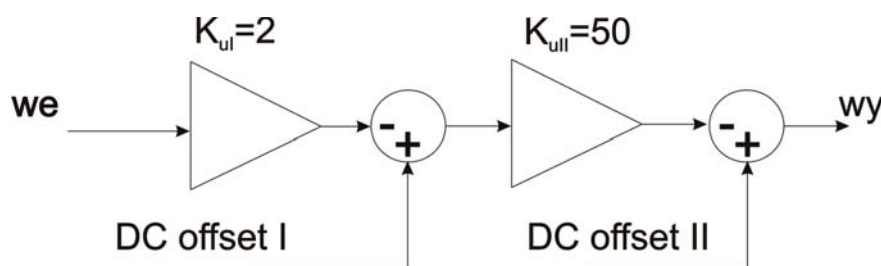 K_uI=2 K_uII=50
we - + - + wy
DC offset I DC offset II